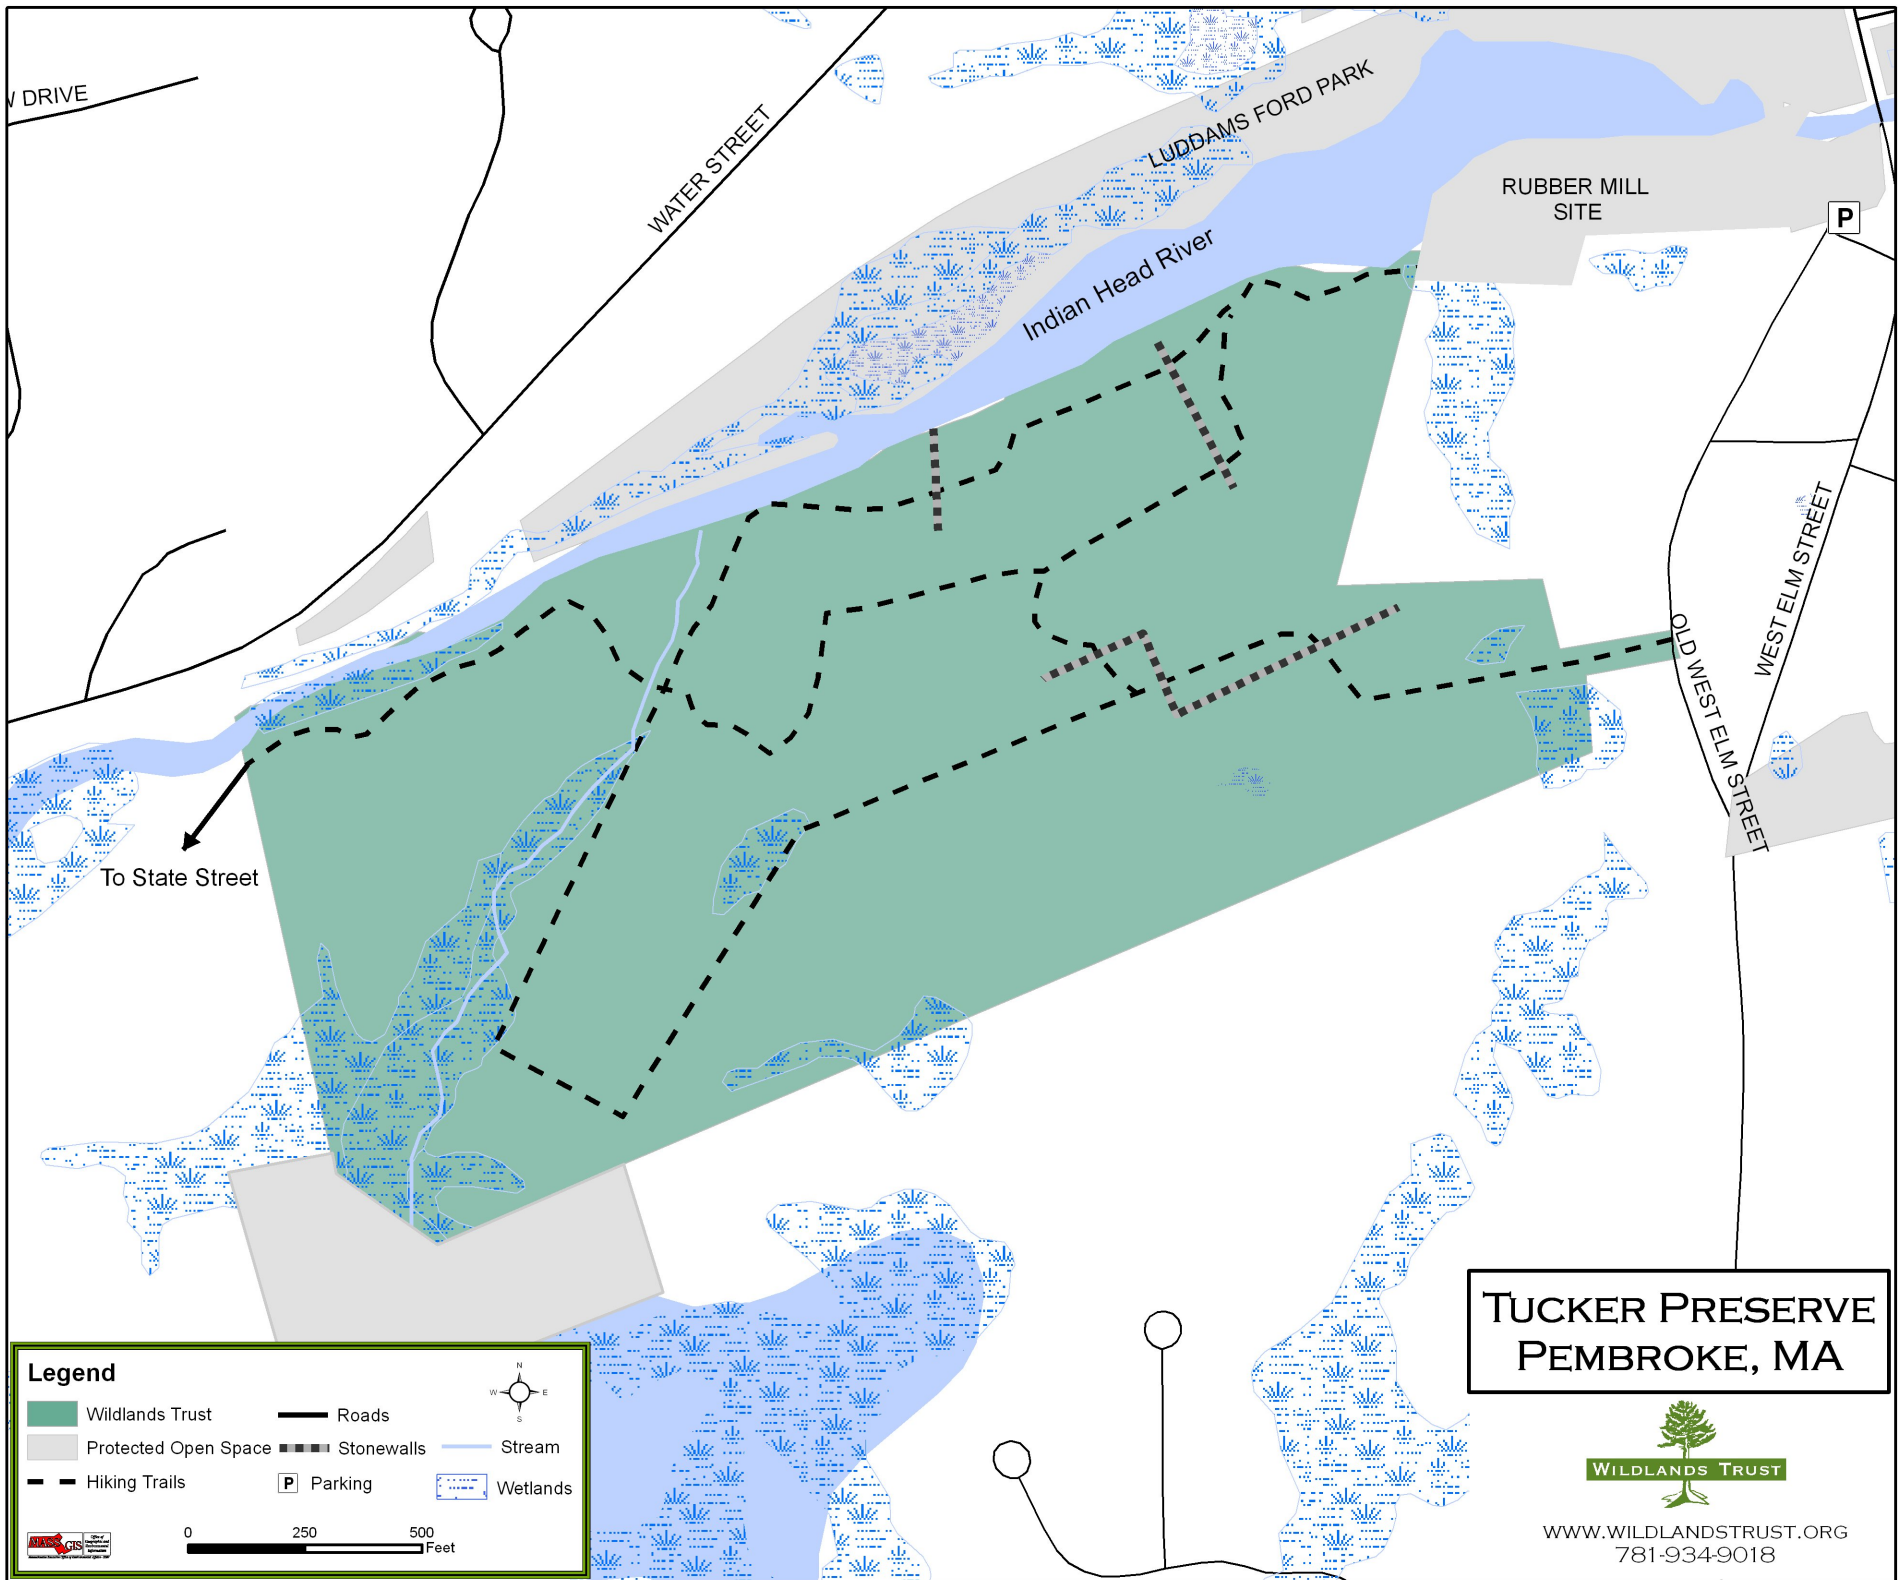 W DRIVE
WATER STREET
LUDDAMS FORD PARK
Indian Head River
RUBBER MILL
SITE
P
WEST ELM STREET
OLD WEST ELM STREET
To State Street
TUCKER PRESERVE
PEMBROKE, MA
WILDLANDS TRUST
WWW.WILDLANDSTRUST.ORG
781-934-9018
Legend
N
W E
S
Wildlands Trust
Roads
Protected Open Space
Stonewalls
Stream
Hiking Trails
P Parking
Wetlands
0 250 500
Feet
GIS